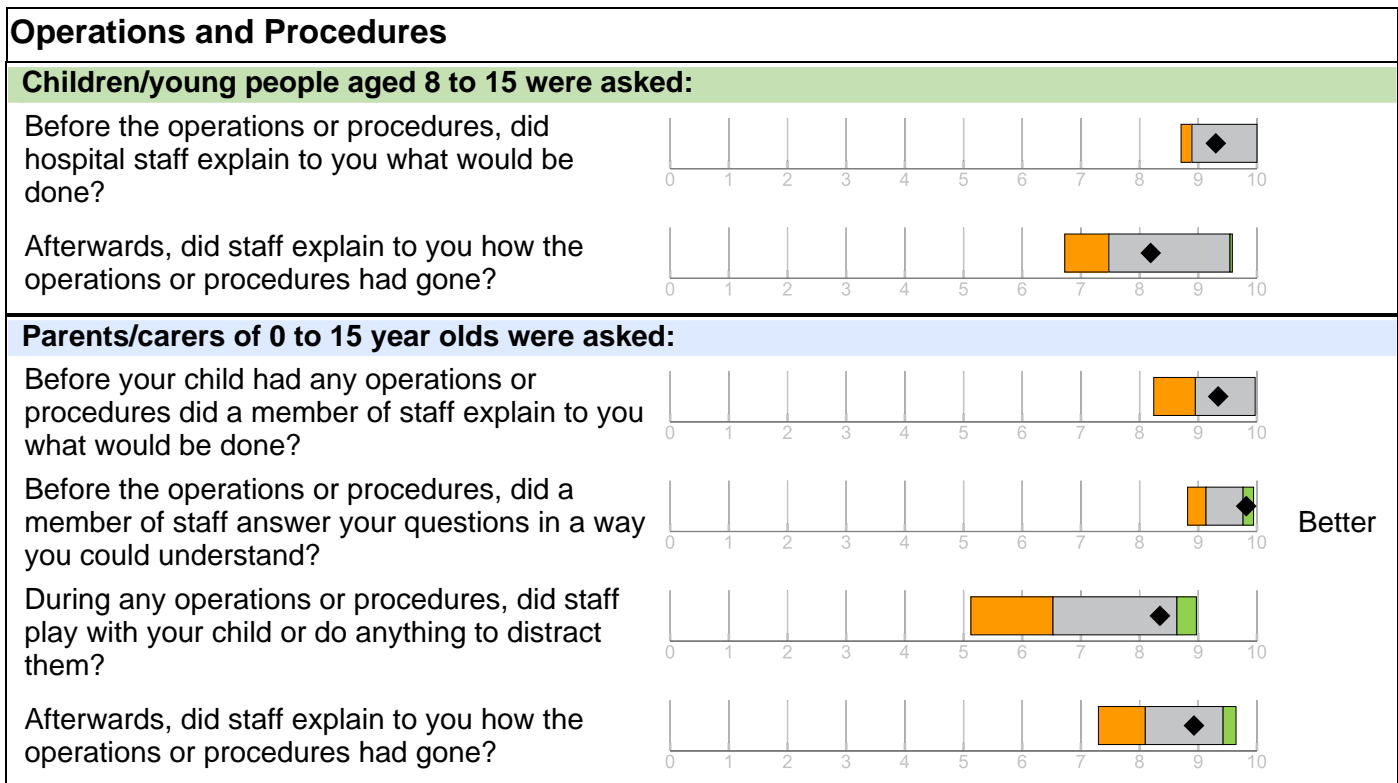 Operations and Procedures
Children/young people aged 8 to 15 were asked:
Before the operations or procedures, did
hospital staff explain to you what would be
done?
0 1 2 3 4 5 6 7 8 9 10
Afterwards, did staff explain to you how the
operations or procedures had gone?
0 1 2 3 4 5 6 7 8 9 10
Parents/carers of 0 to 15 year olds were asked:
Before your child had any operations or
procedures did a member of staff explain to you
what would be done?
0 1 2 3 4 5 6 7 8 9 10
Before the operations or procedures, did a
member of staff answer your questions in a way
you could understand?
0 1 2 3 4 5 6 7 8 9 10
Better
During any operations or procedures, did staff
play with your child or do anything to distract
them?
0 1 2 3 4 5 6 7 8 9 10
Afterwards, did staff explain to you how the
operations or procedures had gone?
0 1 2 3 4 5 6 7 8 9 10